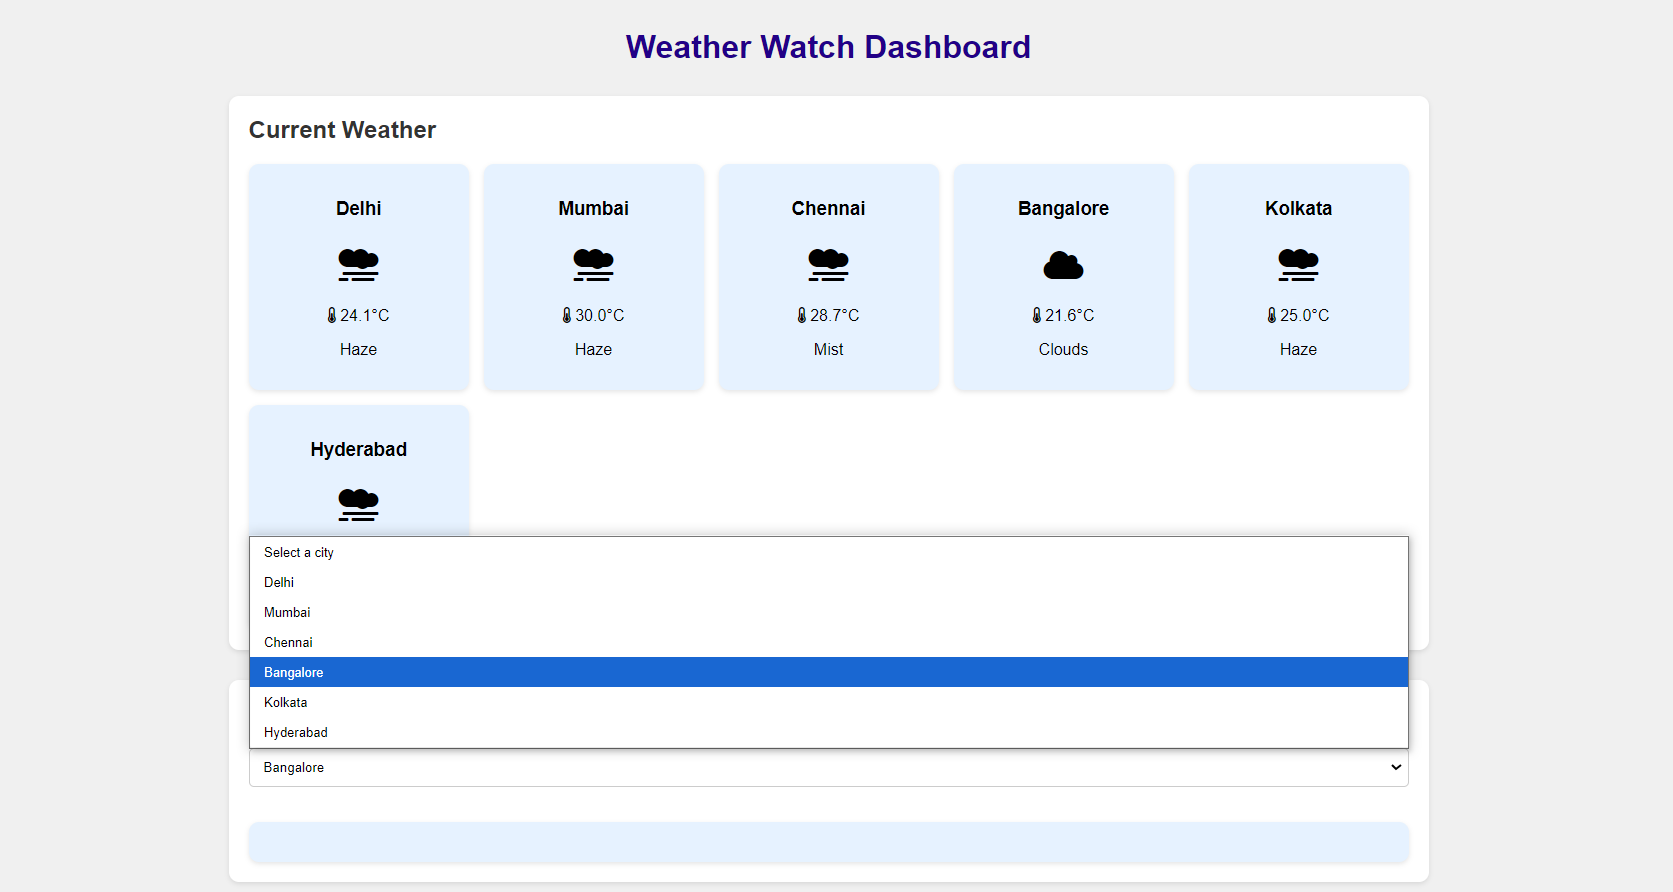 Weather Watch Dashboard
Current Weather
Delhi
24.1°C
Haze
Mumbai
30.0°C
Haze
Chennai
28.7°C
Mist
Bangalore
21.6°C
Clouds
Kolkata
25.0°C
Haze
Hyderabad
Select a city
Delhi
Mumbai
Chennai
Bangalore
Kolkata
Hyderabad
Bangalore